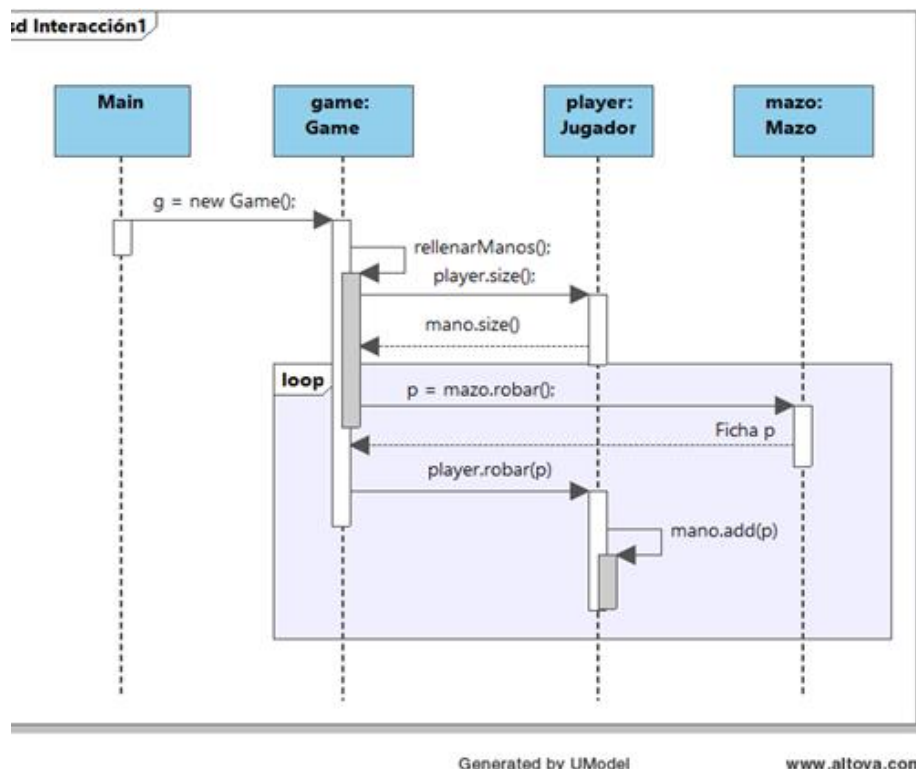 sd Interacción1
Main
game:
Game
player:
Jugador
mazo:
Mazo
g = new Game();
rellenarManos();
player.size();
mano.size()
loop
p = mazo.robar();
Ficha p
player.robar(p)
mano.add(p)
Generated by UModel
www.altova.com